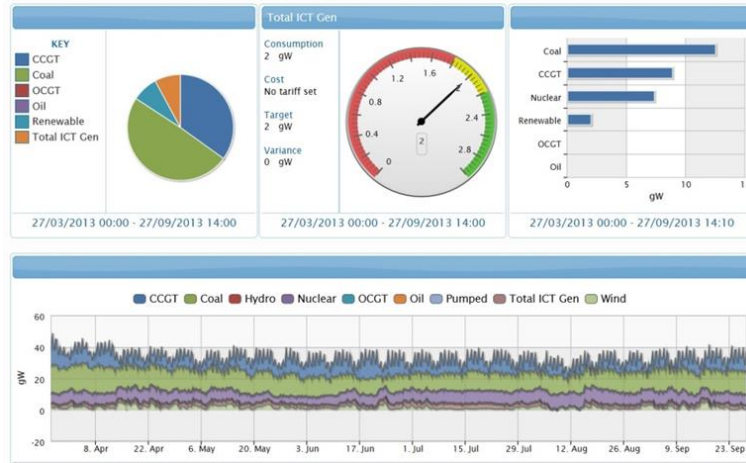 Total ICT Gen
KEY
CCGT
Coal
OCGT
Oil
Renewable
Total ICT Gen
27/03/2013 00:00 - 27/09/2013 14:00
Consumption
2 gW
Cost
No tariff set
Target
2 gW
Variance
0 gW
0
0.4
0.8
1.2
1.6
2
2.4
2.8
2
27/03/2013 00:00 - 27/09/2013 14:00
Coal
CCGT
Nuclear
Renewable
OCGT
Oil
0 5 10
gW
27/03/2013 00:00 - 27/09/2013 14:10
CCGT Coal Hydro Nuclear OCGT Oil Pumped Total ICT Gen Wind
60
40
20
0
-20
gW
8. Apr 22. Apr 6. May 20. May 3. Jun 17. Jun 1. Jul 15. Jul 29. Jul 12. Aug 26. Aug 9. Sep 23. Sep